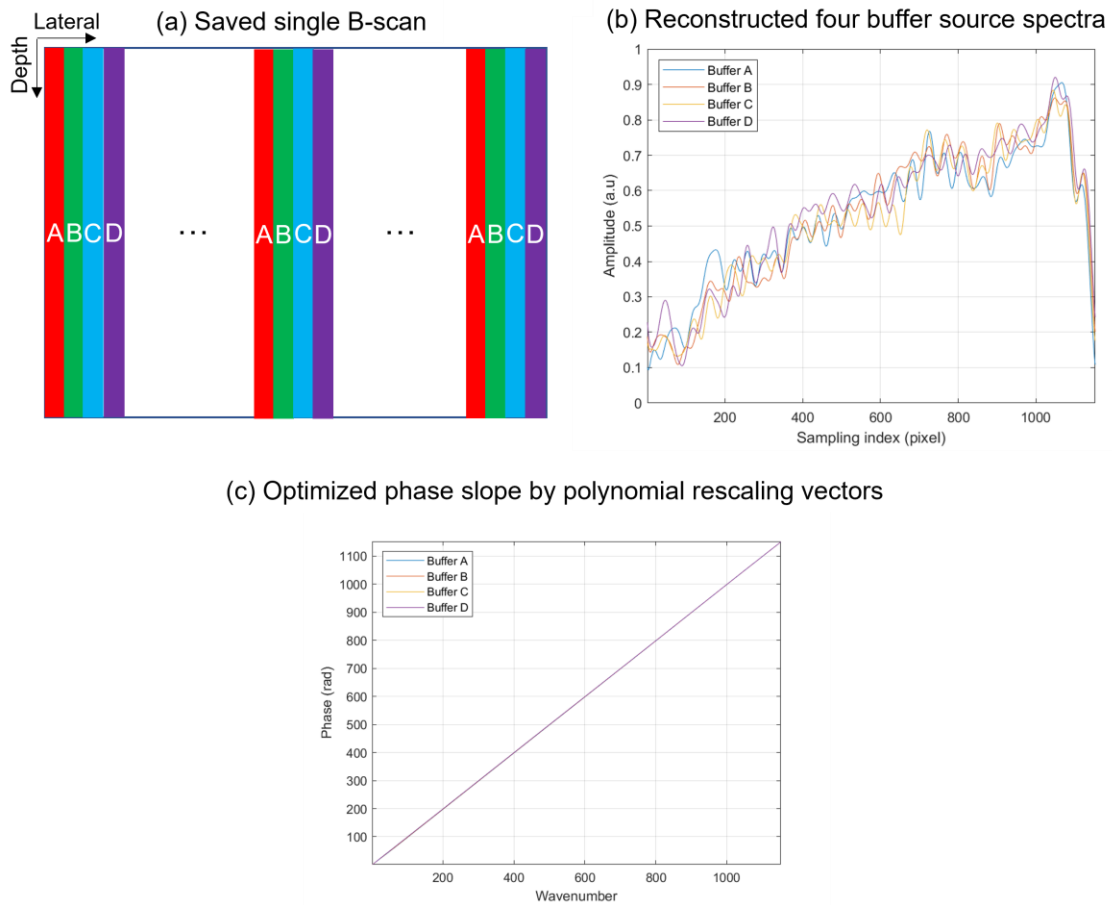 (a) Saved single B-scan
Lateral
Depth
A B C D ... A B C D ... A B C D
(b) Reconstructed four buffer source spectra
Buffer A
Buffer B
Buffer C
Buffer D
1
0.9
0.8
0.7
0.6
0.5
0.4
0.3
0.2
0.1
0
Amplitude (a.u)
200 400 600 800 1000
Sampling index (pixel)
(c) Optimized phase slope by polynomial rescaling vectors
Buffer A
Buffer B
Buffer C
Buffer D
1100
1000
900
800
700
600
500
400
300
200
100
Phase (rad)
200 400 600 800 1000
Wavenumber